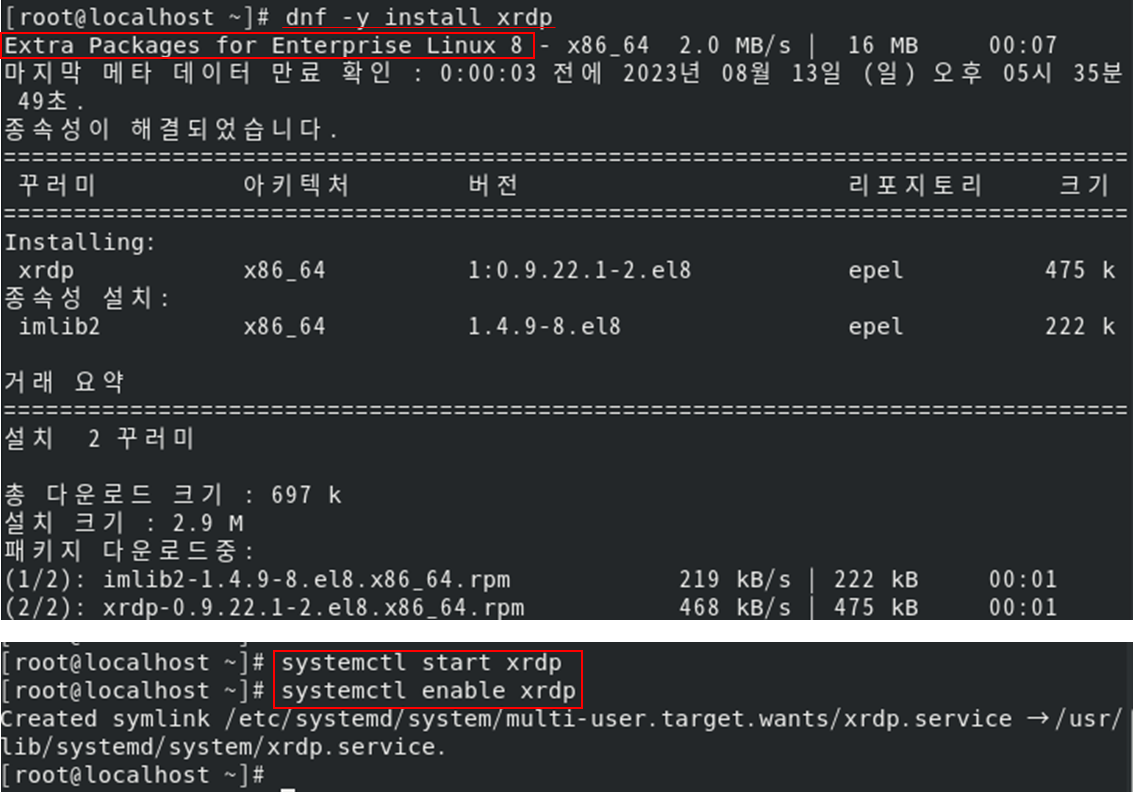 [root@localhost ~]# dnf -y install xrdp
Extra Packages for Enterprise Linux 8 - x86_64  2.0 MB/s |  16 MB     00:07
마지막 메타 데이터 만료 확인 : 0:00:03 전에 2023년 08월 13일 (일) 오후 05시 35분
 49초.
종속성이 해결되었습니다.
================================================================================
 꾸러미          아키텍처        버전                        리포지토리     크기
================================================================================
Installing:
 xrdp            x86_64          1:0.9.22.1-2.el8           epel          475 k
종속성 설치:
 imlib2          x86_64          1.4.9-8.el8                epel          222 k
거래 요약
================================================================================
설치  2 꾸러미
총 다운로드 크기 : 697 k
설치 크기 : 2.9 M
패키지 다운로드중:
(1/2): imlib2-1.4.9-8.el8.x86_64.rpm            219 kB/s | 222 kB     00:01
(2/2): xrdp-0.9.22.1-2.el8.x86_64.rpm           468 kB/s | 475 kB     00:01
[root@localhost ~]# systemctl start xrdp
[root@localhost ~]# systemctl enable xrdp
Created symlink /etc/systemd/system/multi-user.target.wants/xrdp.service → /usr/
lib/systemd/system/xrdp.service.
[root@localhost ~]#